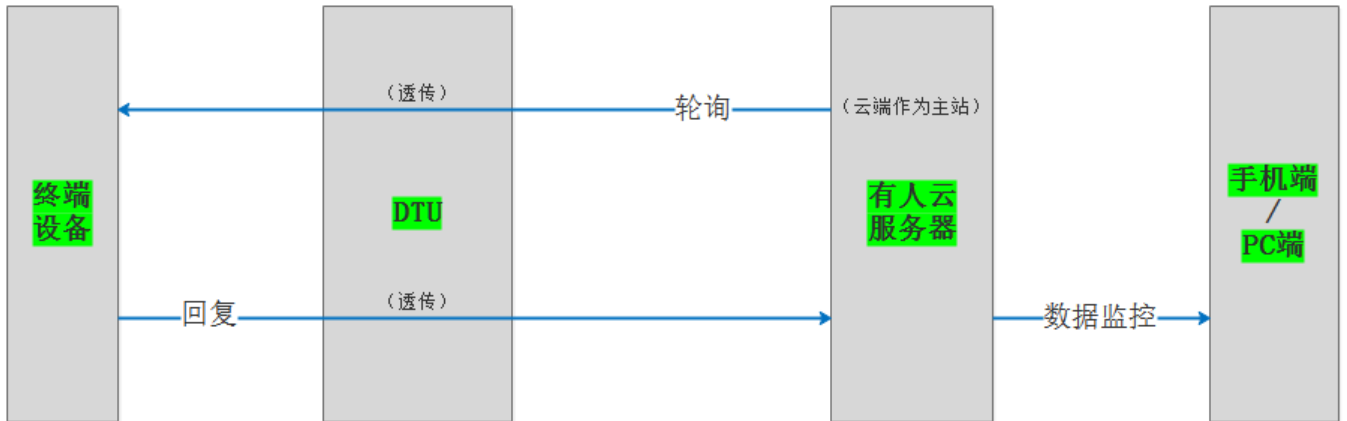 （透传）
轮询
（云端作为主站）
终端
设备
DTU
有人云
服务器
手机端
/
PC端
回复
（透传）
数据监控